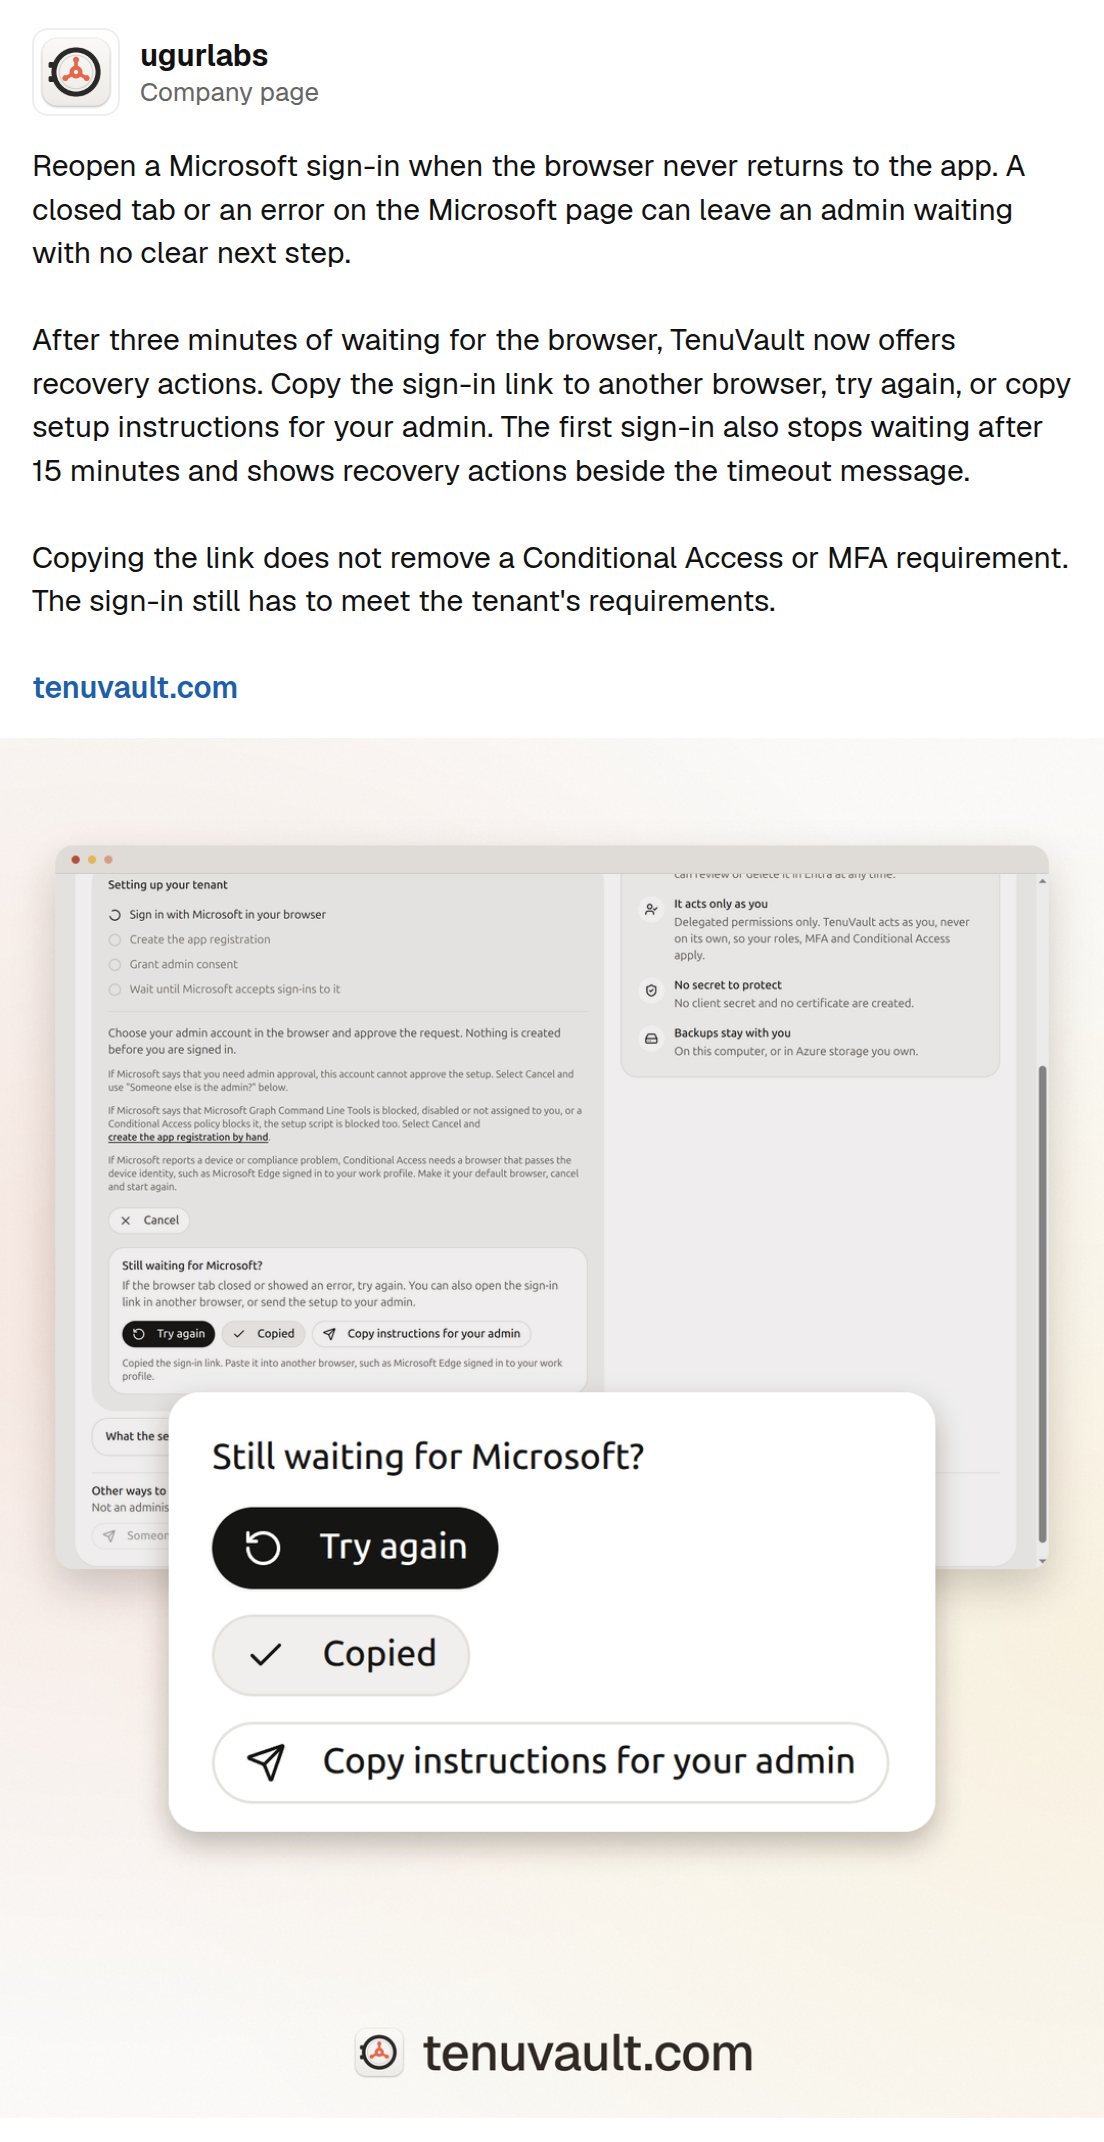 ugurlabs
Company page
Reopen a Microsoft sign-in when the browser never returns to the app. A
closed tab or an error on the Microsoft page can leave an admin waiting
with no clear next step.
After three minutes of waiting for the browser, TenuVault now offers
recovery actions. Copy the sign-in link to another browser, try again, or copy
setup instructions for your admin. The first sign-in also stops waiting after
15 minutes and shows recovery actions beside the timeout message.
Copying the link does not remove a Conditional Access or MFA requirement.
The sign-in still has to meet the tenant's requirements.
tenuvault.com
Setting up your tenant
Sign in with Microsoft in your browser
Create the app registration
Grant admin consent
Wait until Microsoft accepts sign-ins to it
Choose your admin account in the browser and approve the request. Nothing is created
before you are signed in.
If Microsoft says that you need admin approval, this account cannot approve the setup. Select Cancel and
use "Someone else is the admin?" below.
If Microsoft says that Microsoft Graph Command Line Tools is blocked, disabled or not assigned to you, or a
Conditional Access policy blocks it, the setup script is blocked too. Select Cancel and
create the app registration by hand.
If Microsoft reports a device or compliance problem, Conditional Access needs a browser that passes the
device identity, such as Microsoft Edge signed in to your work profile. Make it your default browser, cancel
and start again.
Cancel
Still waiting for Microsoft?
If the browser tab closed or showed an error, try again. You can also open the sign-in
link in another browser, or send the setup to your admin.
Try again
Copied
Copy instructions for your admin
Copied the sign-in link. Paste it into another browser, such as Microsoft Edge signed in to your work
profile.
What the se
Other ways to
Not an adminis
Someon
can review or delete it in Entra at any time.
It acts only as you
Delegated permissions only. TenuVault acts as you, never
on its own, so your roles, MFA and Conditional Access
apply.
No secret to protect
No client secret and no certificate are created.
Backups stay with you
On this computer, or in Azure storage you own.
Still waiting for Microsoft?
Try again
Copied
Copy instructions for your admin
tenuvault.com